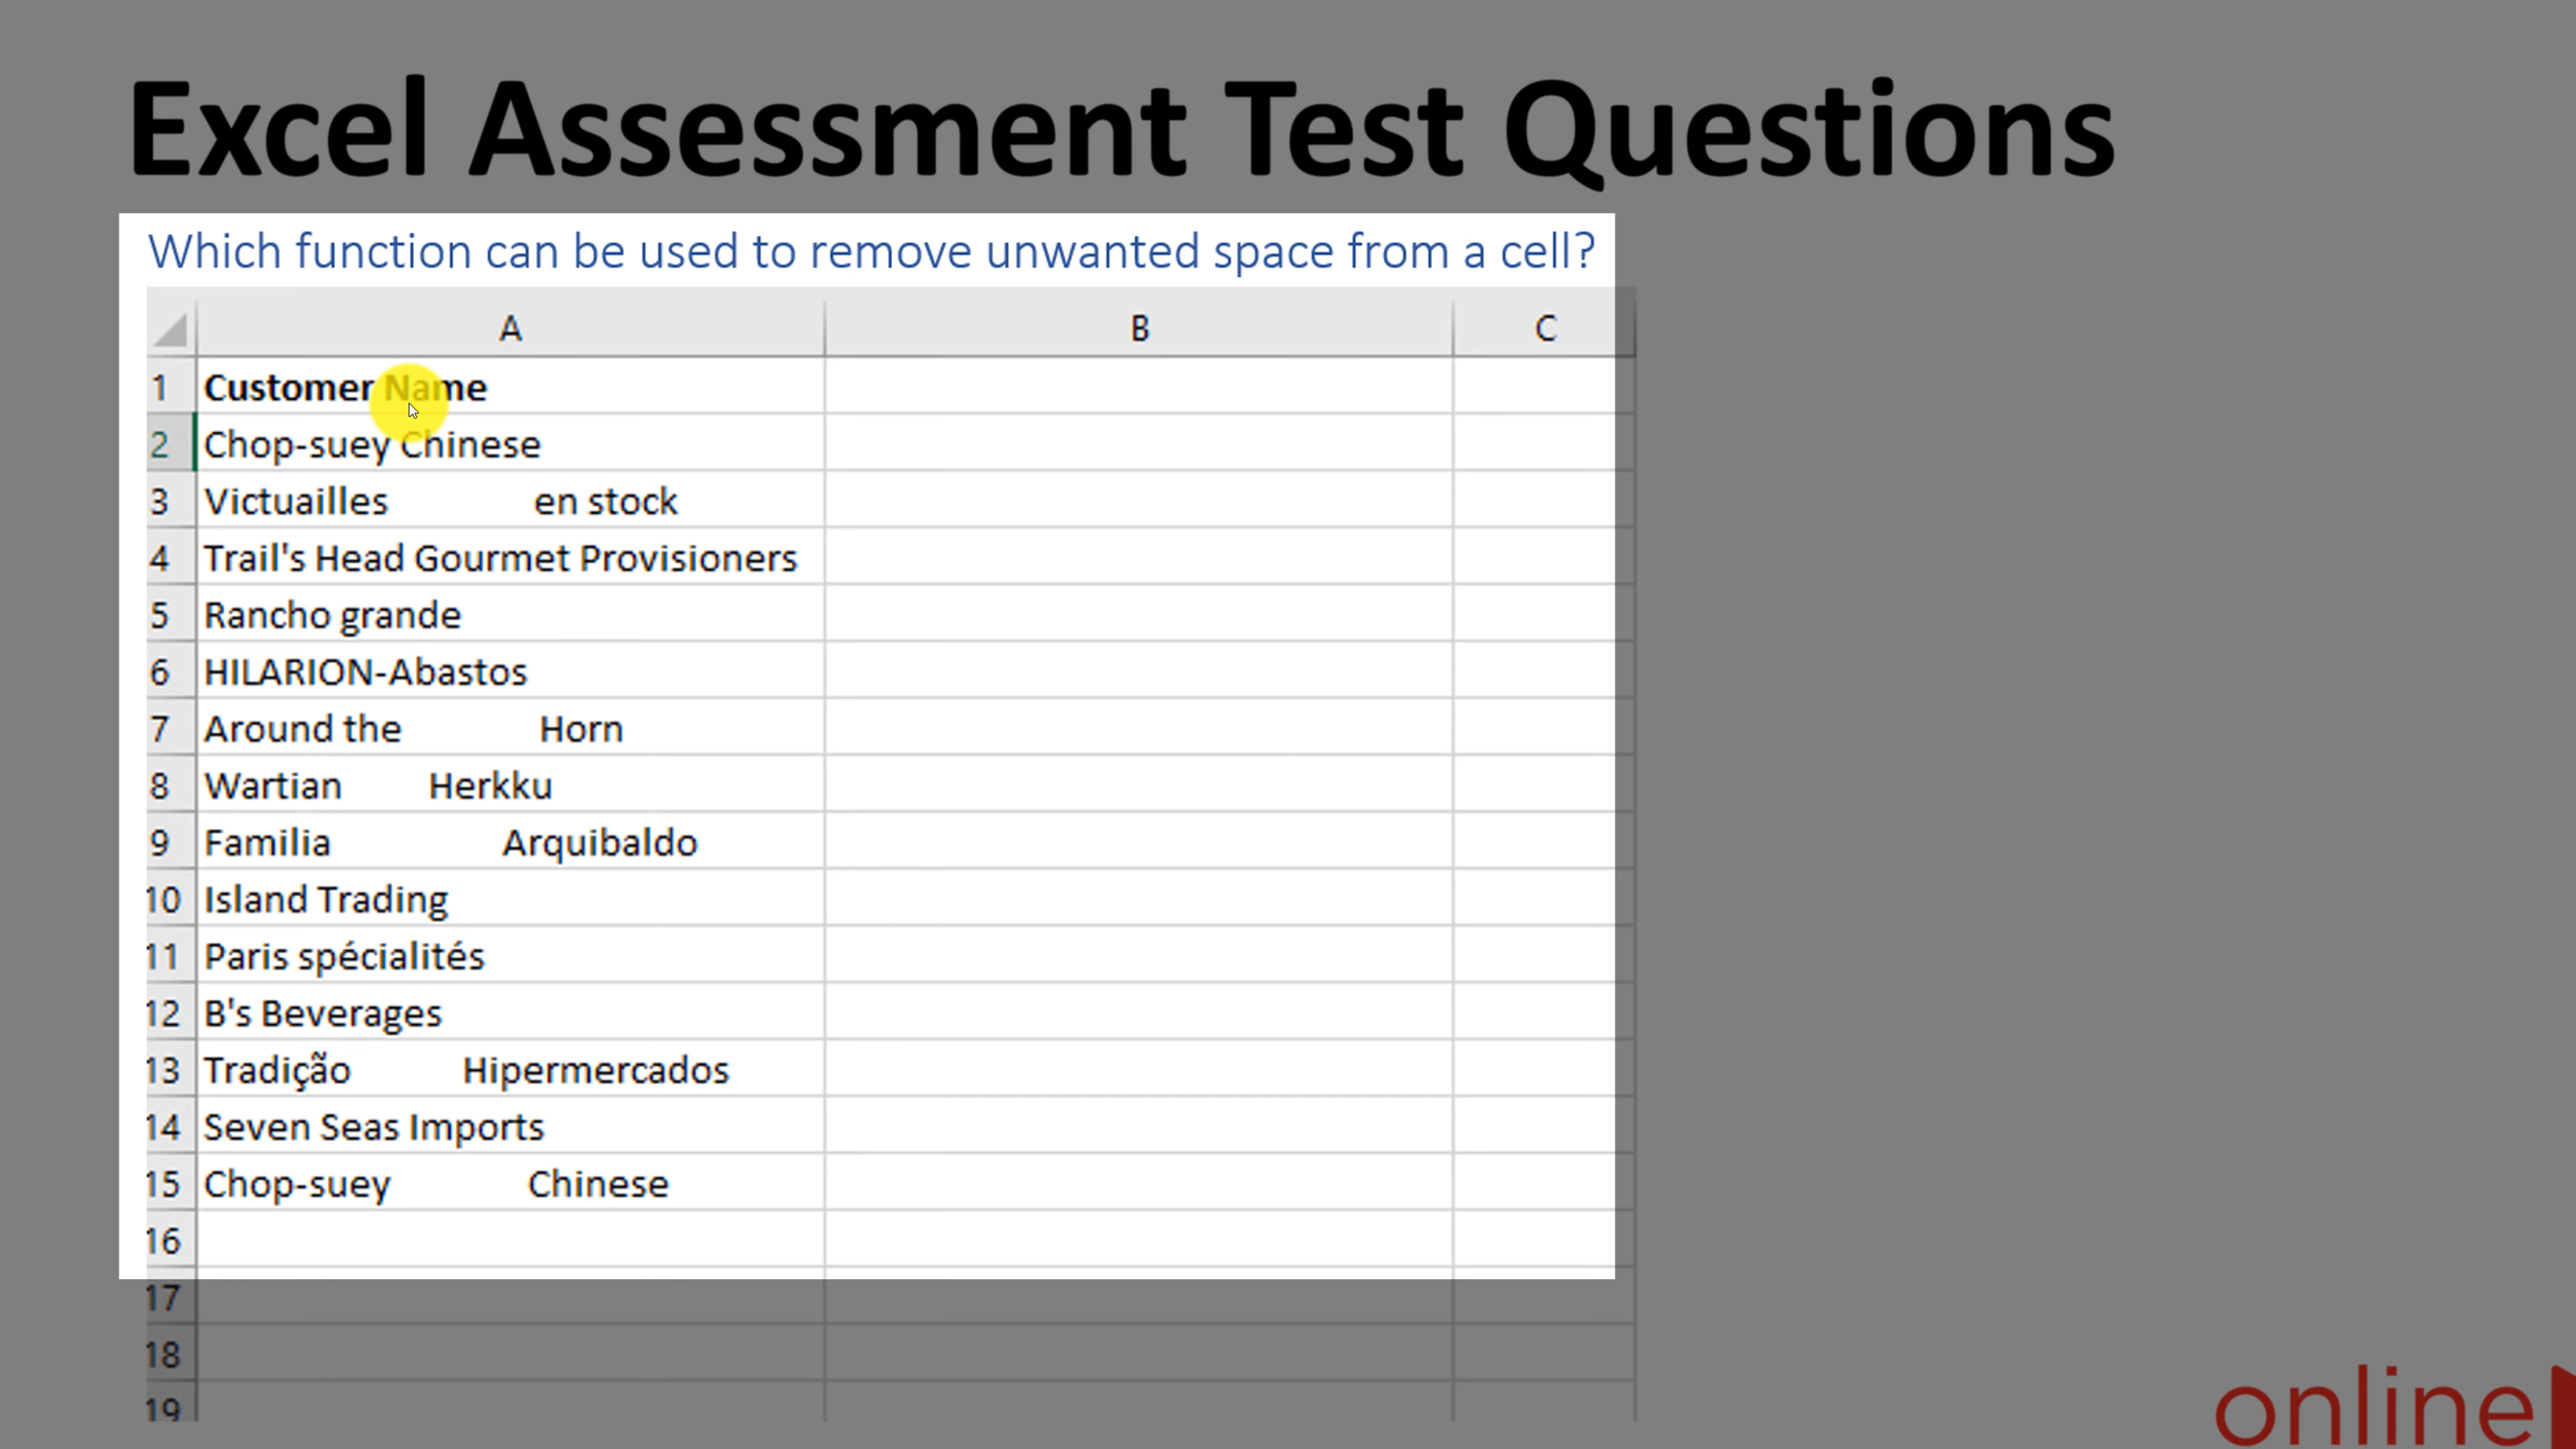 Excel Assessment Test Questions
Which function can be used to remove unwanted space from a cell?
A B C
1 Customer Name
2 Chop-suey Chinese
3 Victuailles en stock
4 Trail's Head Gourmet Provisioners
5 Rancho grande
6 HILARION-Abastos
7 Around the Horn
8 Wartian Herkku
9 Familia Arquibaldo
10 Island Trading
11 Paris spécialités
12 B's Beverages
13 Tradição Hipermercados
14 Seven Seas Imports
15 Chop-suey Chinese
16
17
18
19
online